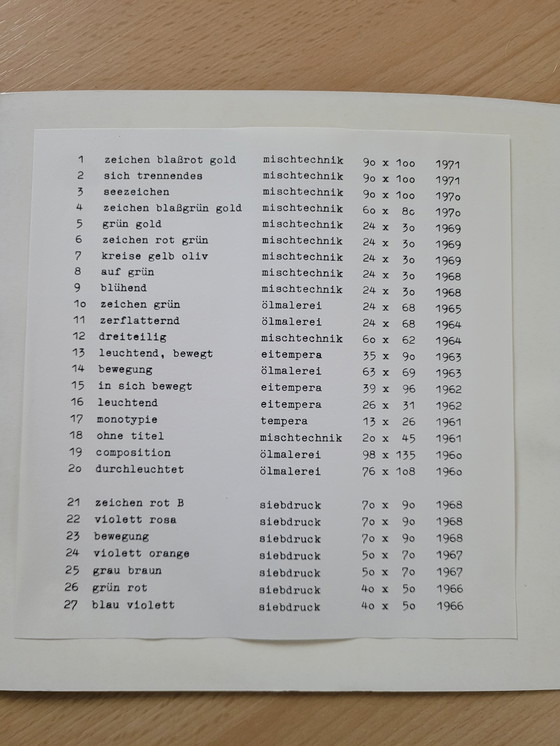 1 zeichen blaßrot gold mischtechnik 90 x 100 1971
2 sich trennendes mischtechnik 90 x 100 1971
3 seezeichen mischtechnik 90 x 100 1970
4 zeichen blaßgrün gold mischtechnik 60 x 80 1970
5 grün gold mischtechnik 24 x 30 1969
6 zeichen rot grün mischtechnik 24 x 30 1969
7 kreise gelb oliv mischtechnik 24 x 30 1969
8 auf grün mischtechnik 24 x 30 1968
9 blühend mischtechnik 24 x 30 1968
10 zeichen grün ölmalerei 24 x 68 1965
11 zerflatternd ölmalerei 24 x 68 1964
12 dreiteilig mischtechnik 60 x 62 1964
13 leuchtend, bewegt eitempera 35 x 90 1963
14 bewegung ölmalerei 63 x 69 1963
15 in sich bewegt eitempera 39 x 96 1962
16 leuchtend eitempera 26 x 31 1962
17 monotypie tempera 13 x 26 1961
18 ohne titel mischtechnik 20 x 45 1961
19 composition ölmalerei 98 x 135 1960
20 durchleuchtet ölmalerei 76 x 108 1960
21 zeichen rot B siebdruck 70 x 90 1968
22 violett rosa siebdruck 70 x 90 1968
23 bewegung siebdruck 70 x 90 1968
24 violett orange siebdruck 50 x 70 1967
25 grau braun siebdruck 50 x 70 1967
26 grün rot siebdruck 40 x 50 1966
27 blau violett siebdruck 40 x 50 1966